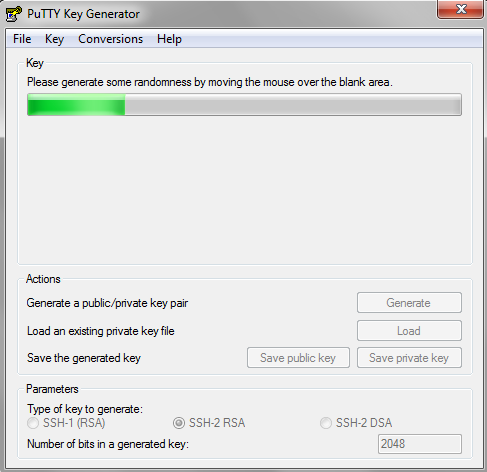 PuTTY Key Generator
File Key Conversions Help
Key
Please generate some randomness by moving the mouse over the blank area.
Actions
Generate a public/private key pair
Generate
Load an existing private key file
Load
Save the generated key
Save public key
Save private key
Parameters
Type of key to generate:
SSH-1 (RSA)
SSH-2 RSA
SSH-2 DSA
Number of bits in a generated key:
2048